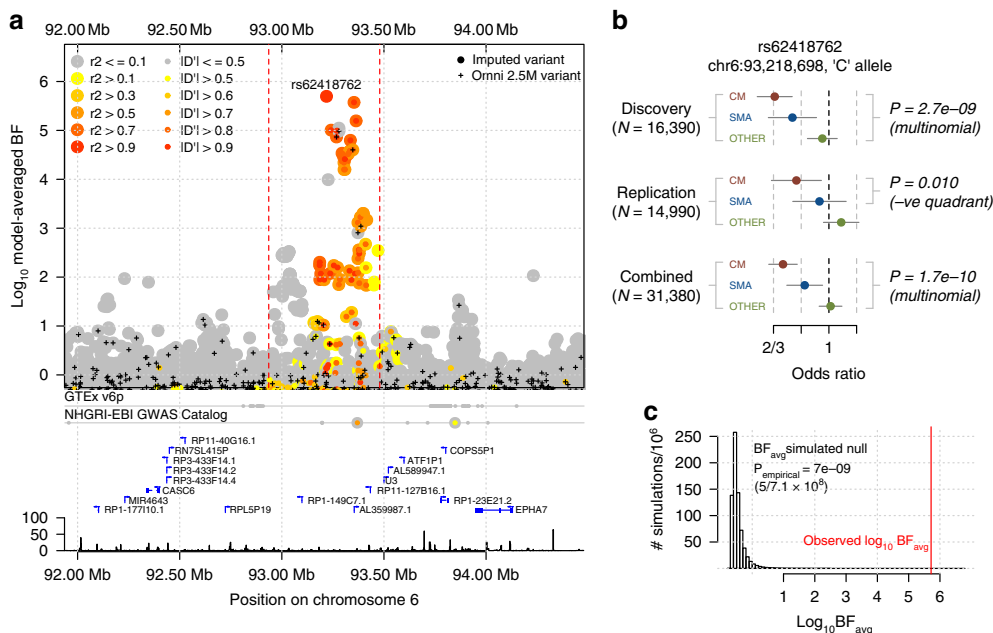 a
92.00 Mb 92.50 Mb 93.00 Mb 93.50 Mb 94.00 Mb
r2 <= 0.1 |D'| <= 0.5
r2 > 0.1 |D'| > 0.5
r2 > 0.3 |D'| > 0.6
r2 > 0.5 |D'| > 0.7
r2 > 0.7 |D'| > 0.8
r2 > 0.9 |D'| > 0.9
Imputed variant
Omni 2.5M variant
rs62418762
Log10 model-averaged BF
6
5
4
3
2
1
0
GTEx v6p
NHGRI-EBI GWAS Catalog
RP11-40G16.1
RN7SL415P
RP3-433F14.1
RP3-433F14.2
RP3-433F14.4
CASC6
MIR4643
RP1-177I10.1
RPL5P19
RP1-149C7.1
COPS5P1
ATF1P1
AL589947.1
U3
RP11-127B16.1
RP1-23E21.2
AL359987.1
EPHA7
100
50
0
92.00 Mb 92.50 Mb 93.00 Mb 93.50 Mb 94.00 Mb
Position on chromosome 6
b
rs62418762
chr6:93,218,698, 'C' allele
Discovery
(N = 16,390)
CM
SMA
OTHER
P = 2.7e–09
(multinomial)
Replication
(N = 14,990)
CM
SMA
OTHER
P = 0.010
(–ve quadrant)
Combined
(N = 31,380)
CM
SMA
OTHER
P = 1.7e–10
(multinomial)
2/3 1
Odds ratio
c
# simulations/10^6
250
200
150
100
50
BFavg simulated null
Pempirical = 7e–09
(5/7.1 × 10^8)
Observed log10 BFavg
1 2 3 4 5 6
Log10BFavg